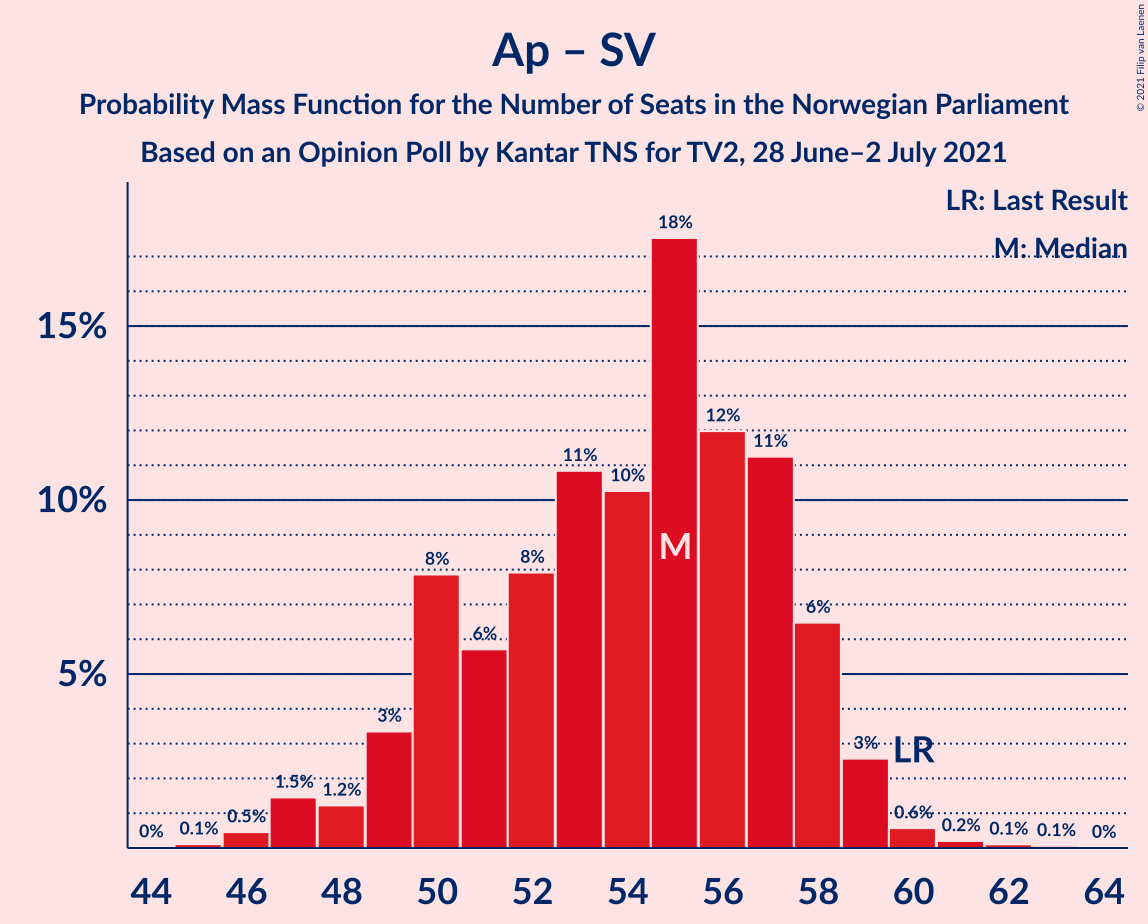 Ap – SV
Probability Mass Function for the Number of Seats in the Norwegian Parliament
Based on an Opinion Poll by Kantar TNS for TV2, 28 June–2 July 2021
© 2021 Filip van Laenen
LR: Last Result
M: Median
15%
10%
5%
0%
0.1%
0.5%
1.5%
1.2%
3%
8%
6%
8%
11%
10%
18%
12%
11%
6%
3%
0.6%
0.2%
0.1%
0.1%
0%
M
LR
44 46 48 50 52 54 56 58 60 62 64